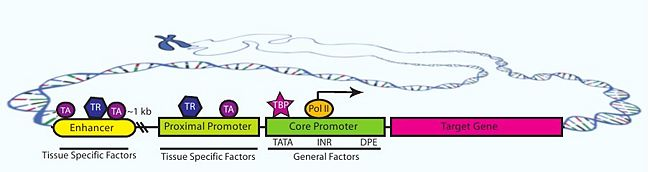 TBP
TA TR TA ~1 kb TR TA Pol II
Enhancer Proximal Promoter Core Promoter Target Gene
TATA INR DPE
Tissue Specific Factors Tissue Specific Factors General Factors